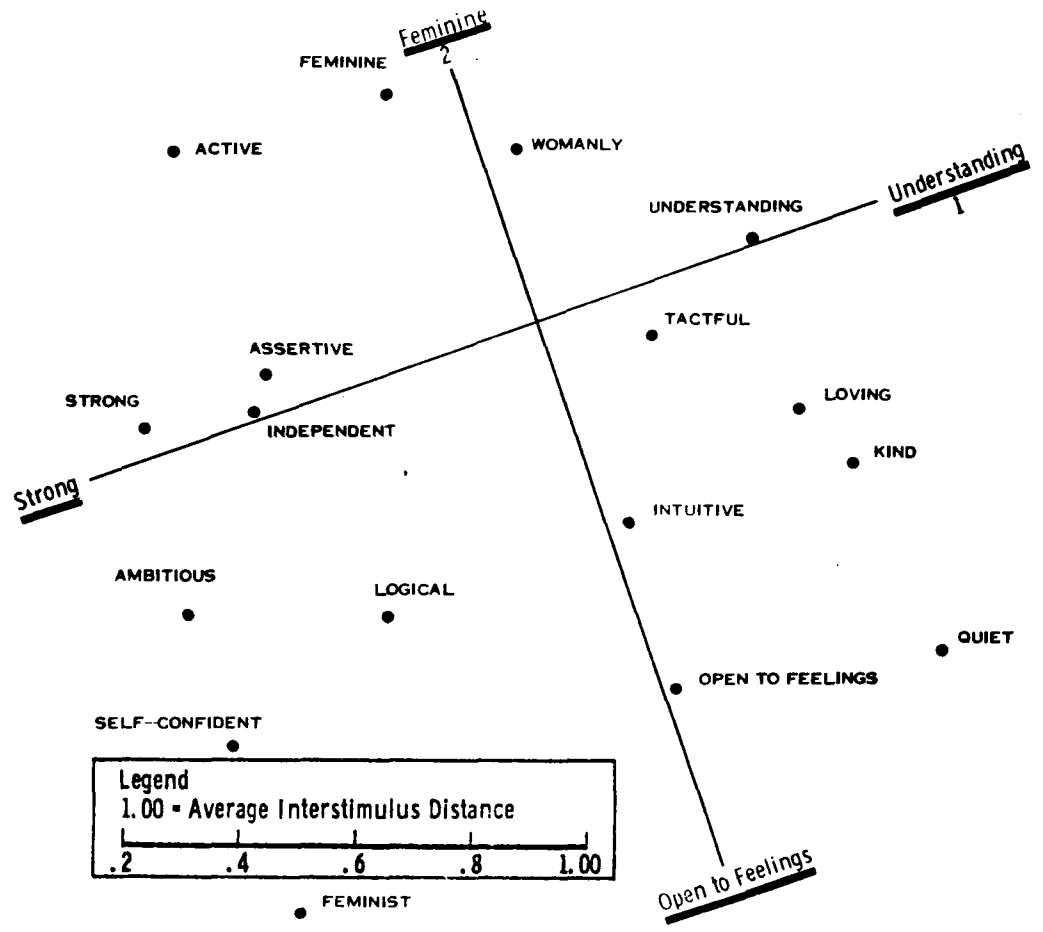 Feminine
2
FEMININE
ACTIVE
WOMANLY
Understanding
1
UNDERSTANDING
TACTFUL
ASSERTIVE
STRONG
LOVING
INDEPENDENT
KIND
Strong
INTUITIVE
AMBITIOUS
LOGICAL
QUIET
OPEN TO FEELINGS
SELF-CONFIDENT
Legend
1.00 = Average Interstimulus Distance
.2 .4 .6 .8 1.00
Open to Feelings
FEMINIST